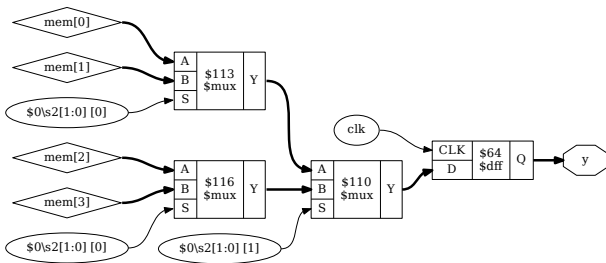 mem[0]
mem[1]
$0\s2[1:0] [0]
A
B
S
$113
$mux
Y
mem[2]
mem[3]
$0\s2[1:0] [0]
A
B
S
$116
$mux
Y
$0\s2[1:0] [1]
A
B
S
$110
$mux
Y
clk
CLK
D
$64
$dff
Q
y